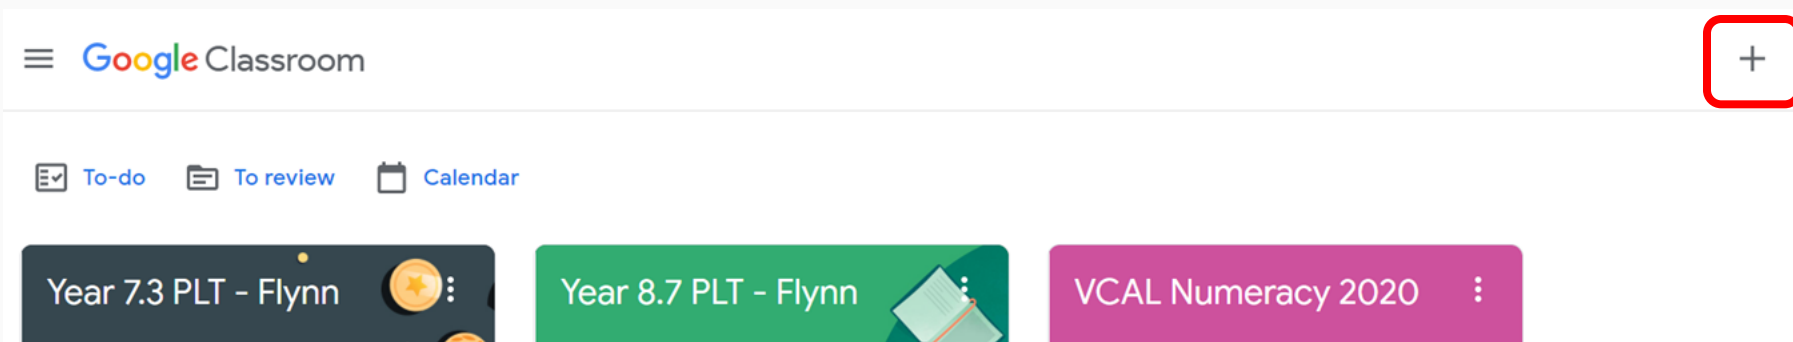 Google Classroom
To-do To review Calendar
Year 7.3 PLT - Flynn
Year 8.7 PLT - Flynn
VCAL Numeracy 2020